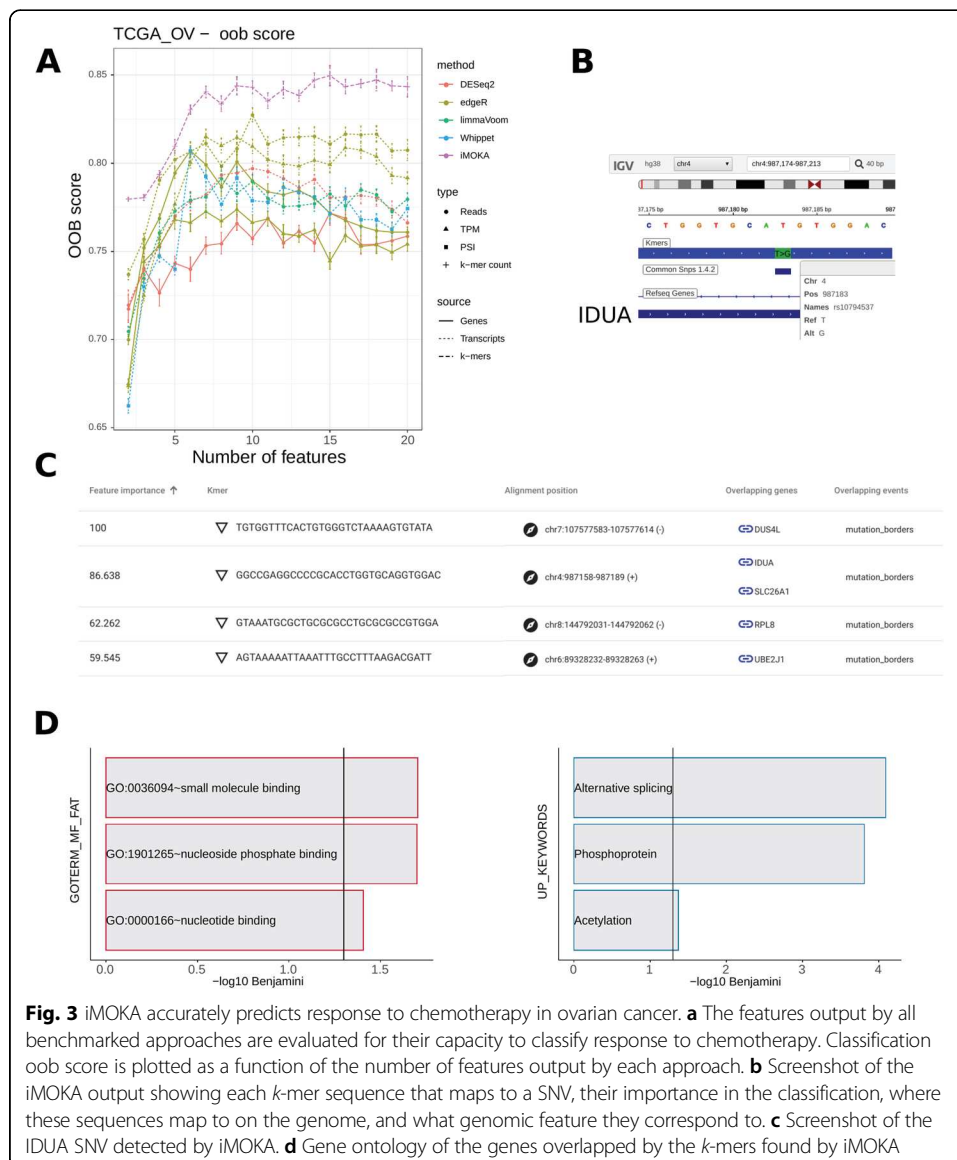 A
TCGA_OV − oob score
OOB score
0.85
0.80
0.75
0.70
0.65
5
10
15
20
Number of features
method
DESeq2
edgeR
limmaVoom
Whippet
iMOKA
type
Reads
TPM
PSI
k−mer count
source
Genes
Transcripts
k−mers
B
IGV hg38 chr4 chr4:987,174-987,213 40 bp
37,175 bp 987,180 bp 987,185 bp 987
C T G G T G C A T G T G G A C
Kmers
T>G
Common Snps 1.4.2
Refseq Genes
IDUA
Chr 4
Pos 987183
Names rs10794537
Ref T
Alt G
C
Feature importance ↑ Kmer Alignment position Overlapping genes Overlapping events
100 TGTGGTTTCACTGTGGGTCTAAAAGTGTATA chr7:107577583-107577614 (-) DUS4L mutation_borders
86.638 GGCCGAGGCCCCGCACCTGGTGCAGGTGGAC chr4:987158-987189 (+) IDUA mutation_borders
SLC26A1
62.262 GTAAATGCGCTGCGCGCCTGCGCGCCGTGGA chr8:144792031-144792062 (-) RPL8 mutation_borders
59.545 AGTAAAAATTAAATTTGCCTTTAAGACGATT chr6:89328232-89328263 (+) UBE2J1 mutation_borders
D
GOTERM_MF_FAT
GO:0036094~small molecule binding
GO:1901265~nucleoside phosphate binding
GO:0000166~nucleotide binding
0.0 0.5 1.0 1.5
−log10 Benjamini
UP_KEYWORDS
Alternative splicing
Phosphoprotein
Acetylation
0 1 2 3 4
−log10 Benjamini
Fig. 3 iMOKA accurately predicts response to chemotherapy in ovarian cancer. a The features output by all
benchmarked approaches are evaluated for their capacity to classify response to chemotherapy. Classification
oob score is plotted as a function of the number of features output by each approach. b Screenshot of the
iMOKA output showing each k-mer sequence that maps to a SNV, their importance in the classification, where
these sequences map to on the genome, and what genomic feature they correspond to. c Screenshot of the
IDUA SNV detected by iMOKA. d Gene ontology of the genes overlapped by the k-mers found by iMOKA